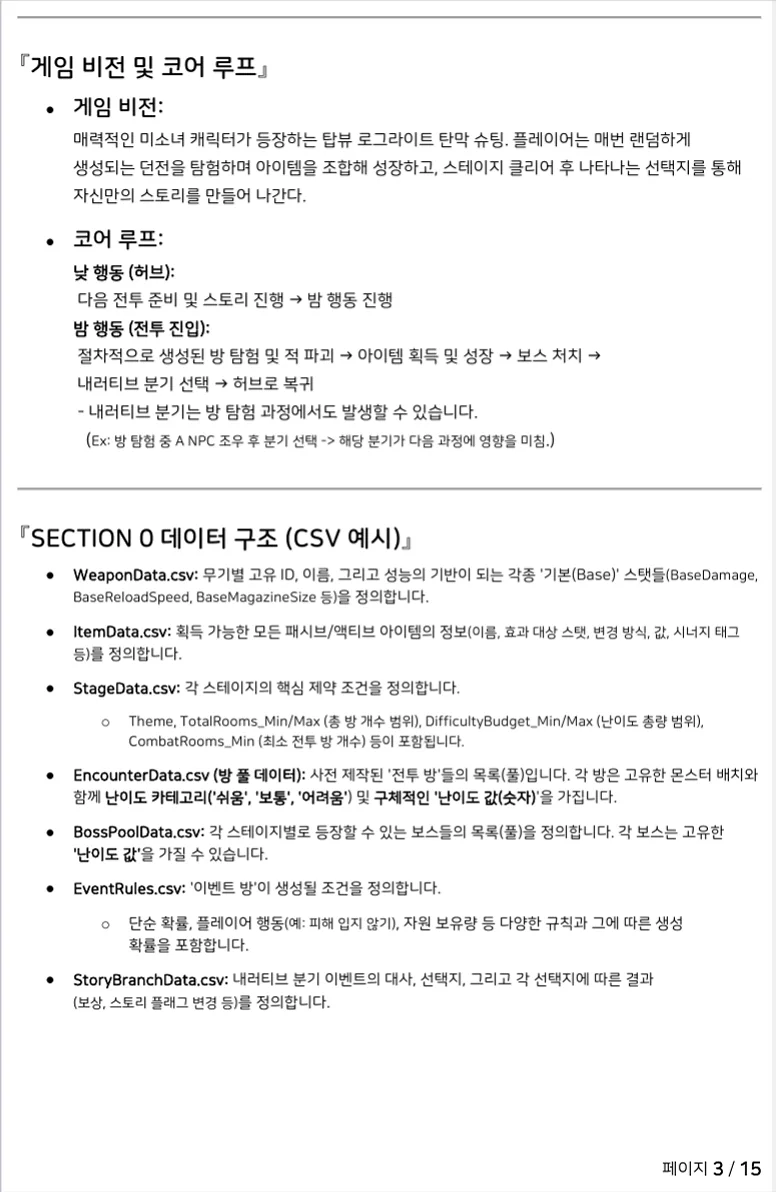 『게임 비전 및 코어 루프』
● 게임 비전:
매력적인 미소녀 캐릭터가 등장하는 탑뷰 로그라이트 탄막 슈팅. 플레이어는 매번 랜덤하게
생성되는 던전을 탐험하며 아이템을 조합해 성장하고, 스테이지 클리어 후 나타나는 선택지를 통해
자신만의 스토리를 만들어 나간다.
● 코어 루프:
낮 행동 (허브):
다음 전투 준비 및 스토리 진행 → 밤 행동 진행
밤 행동 (전투 진입):
절차적으로 생성된 방 탐험 및 적 파괴 → 아이템 획득 및 성장 → 보스 처치 →
내러티브 분기 선택 → 허브로 복귀
- 내러티브 분기는 방 탐험 과정에서도 발생할 수 있습니다.
(Ex: 방 탐험 중 A NPC 조우 후 분기 선택 -> 해당 분기가 다음 과정에 영향을 미침.)
『SECTION 0 데이터 구조 (CSV 예시)』
● WeaponData.csv: 무기별 고유 ID, 이름, 그리고 성능의 기반이 되는 각종 '기본(Base)' 스탯들(BaseDamage,
BaseReloadSpeed, BaseMagazineSize 등)을 정의합니다.
● ItemData.csv: 획득 가능한 모든 패시브/액티브 아이템의 정보(이름, 효과 대상 스탯, 변경 방식, 값, 시너지 태그
등)를 정의합니다.
● StageData.csv: 각 스테이지의 핵심 제약 조건을 정의합니다.
○ Theme, TotalRooms_Min/Max (총 방 개수 범위), DifficultyBudget_Min/Max (난이도 총량 범위),
CombatRooms_Min (최소 전투 방 개수) 등이 포함됩니다.
● EncounterData.csv (방 풀 데이터): 사전 제작된 '전투 방'들의 목록(풀)입니다. 각 방은 고유한 몬스터 배치와
함께 난이도 카테고리('쉬움', '보통', '어려움') 및 구체적인 '난이도 값(숫자)'을 가집니다.
● BossPoolData.csv: 각 스테이지별로 등장할 수 있는 보스들의 목록(풀)을 정의합니다. 각 보스는 고유한
'난이도 값'을 가질 수 있습니다.
● EventRules.csv: '이벤트 방'이 생성될 조건을 정의합니다.
○ 단순 확률, 플레이어 행동(예: 피해 입지 않기), 자원 보유량 등 다양한 규칙과 그에 따른 생성
확률을 포함합니다.
● StoryBranchData.csv: 내러티브 분기 이벤트의 대사, 선택지, 그리고 각 선택지에 따른 결과
(보상, 스토리 플래그 변경 등)를 정의합니다.
페이지 3 / 15